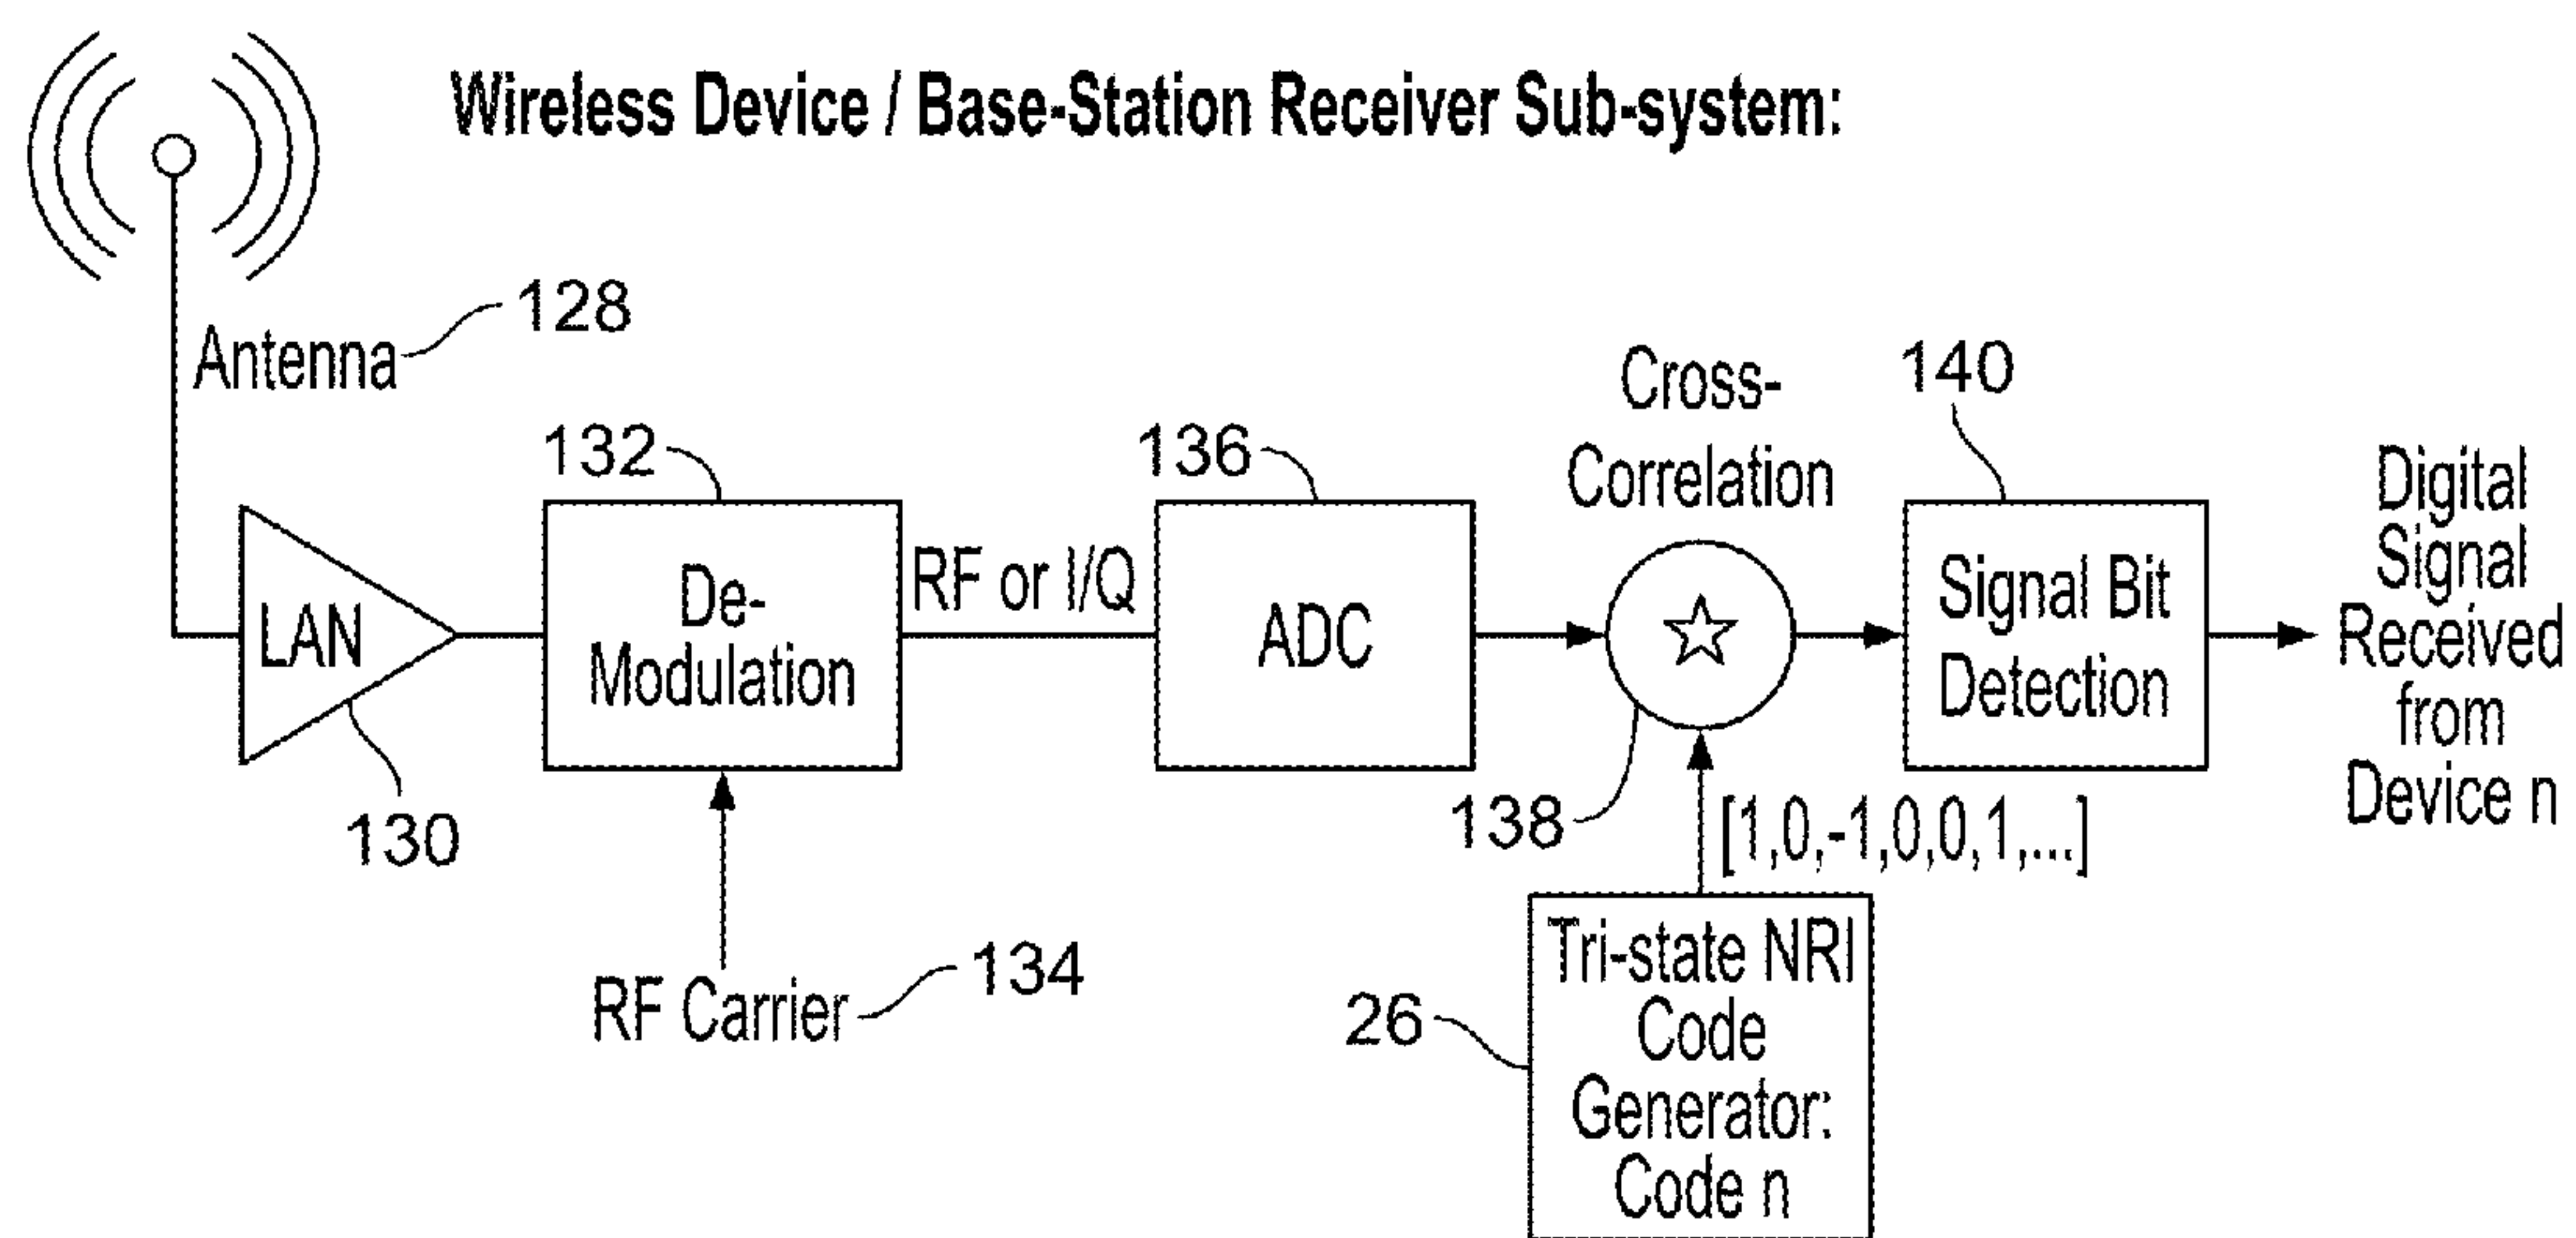 Wireless Device / Base-Station Receiver Sub-system:
Antenna
128
LAN
130
132
De-
Modulation
RF Carrier
134
RF or I/Q
136
ADC
Cross-
Correlation
138
[1,0,-1,0,0,1,...]
26
Tri-state NRI
Code
Generator:
Code n
140
Signal Bit
Detection
Digital
Signal
Received
from
Device n